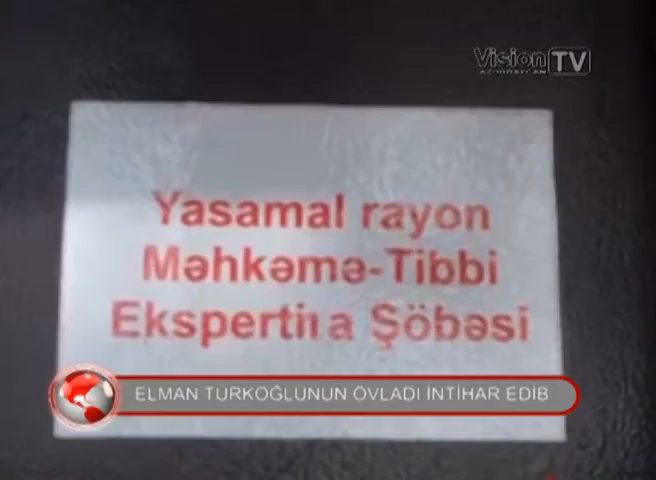 Vision TV
AZƏRBAYCAN
Yasamal rayon
Məhkəmə-Tibbi
Ekspertiza Şöbəsi
ELMAN TURKOĞLUNUN ÖVLADI İNTİHAR EDİB